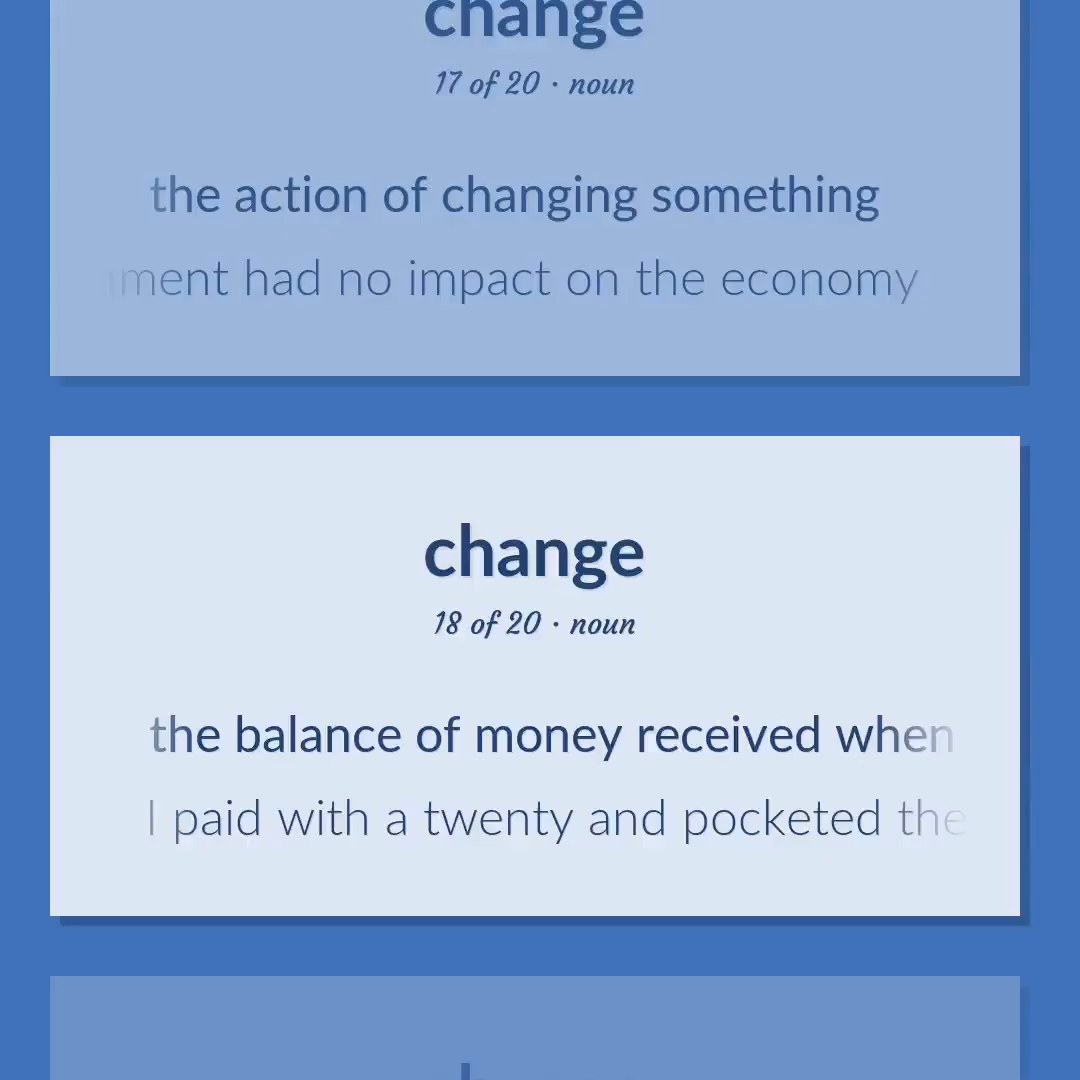 change
17 of 20 · noun
the action of changing something
ment had no impact on the economy
change
18 of 20 · noun
the balance of money received when
I paid with a twenty and pocketed the